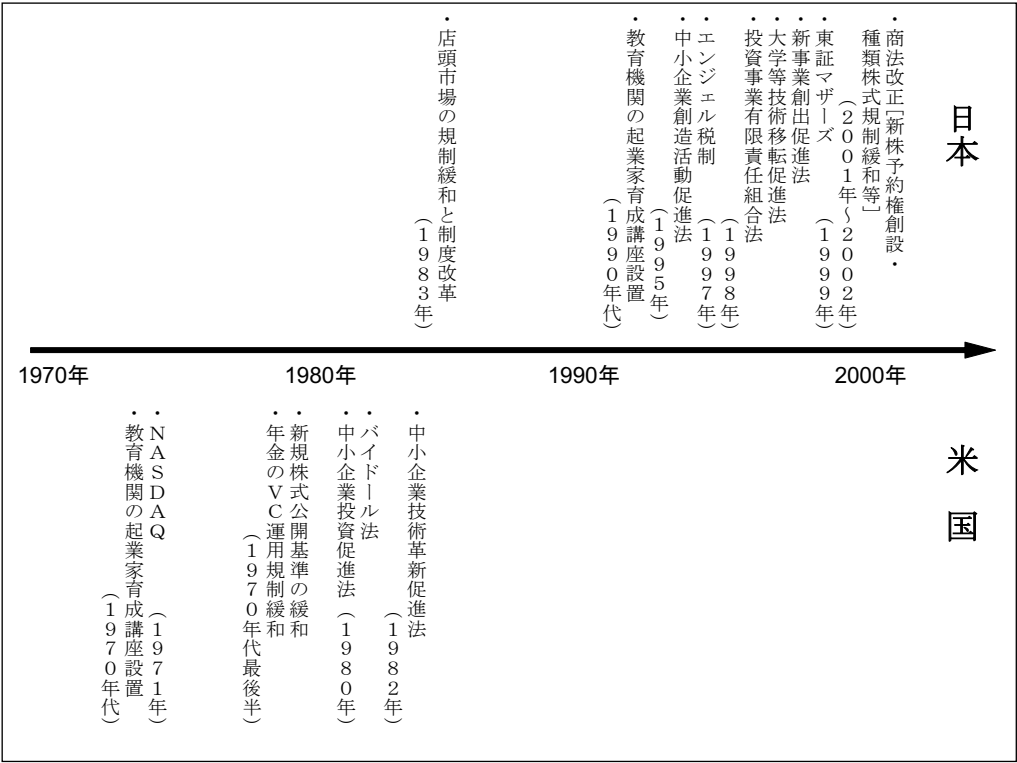 日本
・商法改正[新株予約権創設・
種類株式規制緩和等]
(2001年~2002年)
・東証マザーズ (1999年)
・新事業創出促進法
・大学等技術移転促進法
・投資事業有限責任組合法
(1998年)
・エンジェル税制 (1997年)
・中小企業創造活動促進法
(1995年)
・教育機関の起業家育成講座設置
(1990年代)
・店頭市場の規制緩和と制度改革
(1983年)
1970年
1980年
1990年
2000年
米国
・中小企業技術革新促進法
(1982年)
・バイドール法
・中小企業投資促進法(1980年)
・新規株式公開基準の緩和
・年金のVC運用規制緩和
(1970年代最後半)
・NASDAQ (1971年)
・教育機関の起業家育成講座設置
(1970年代)